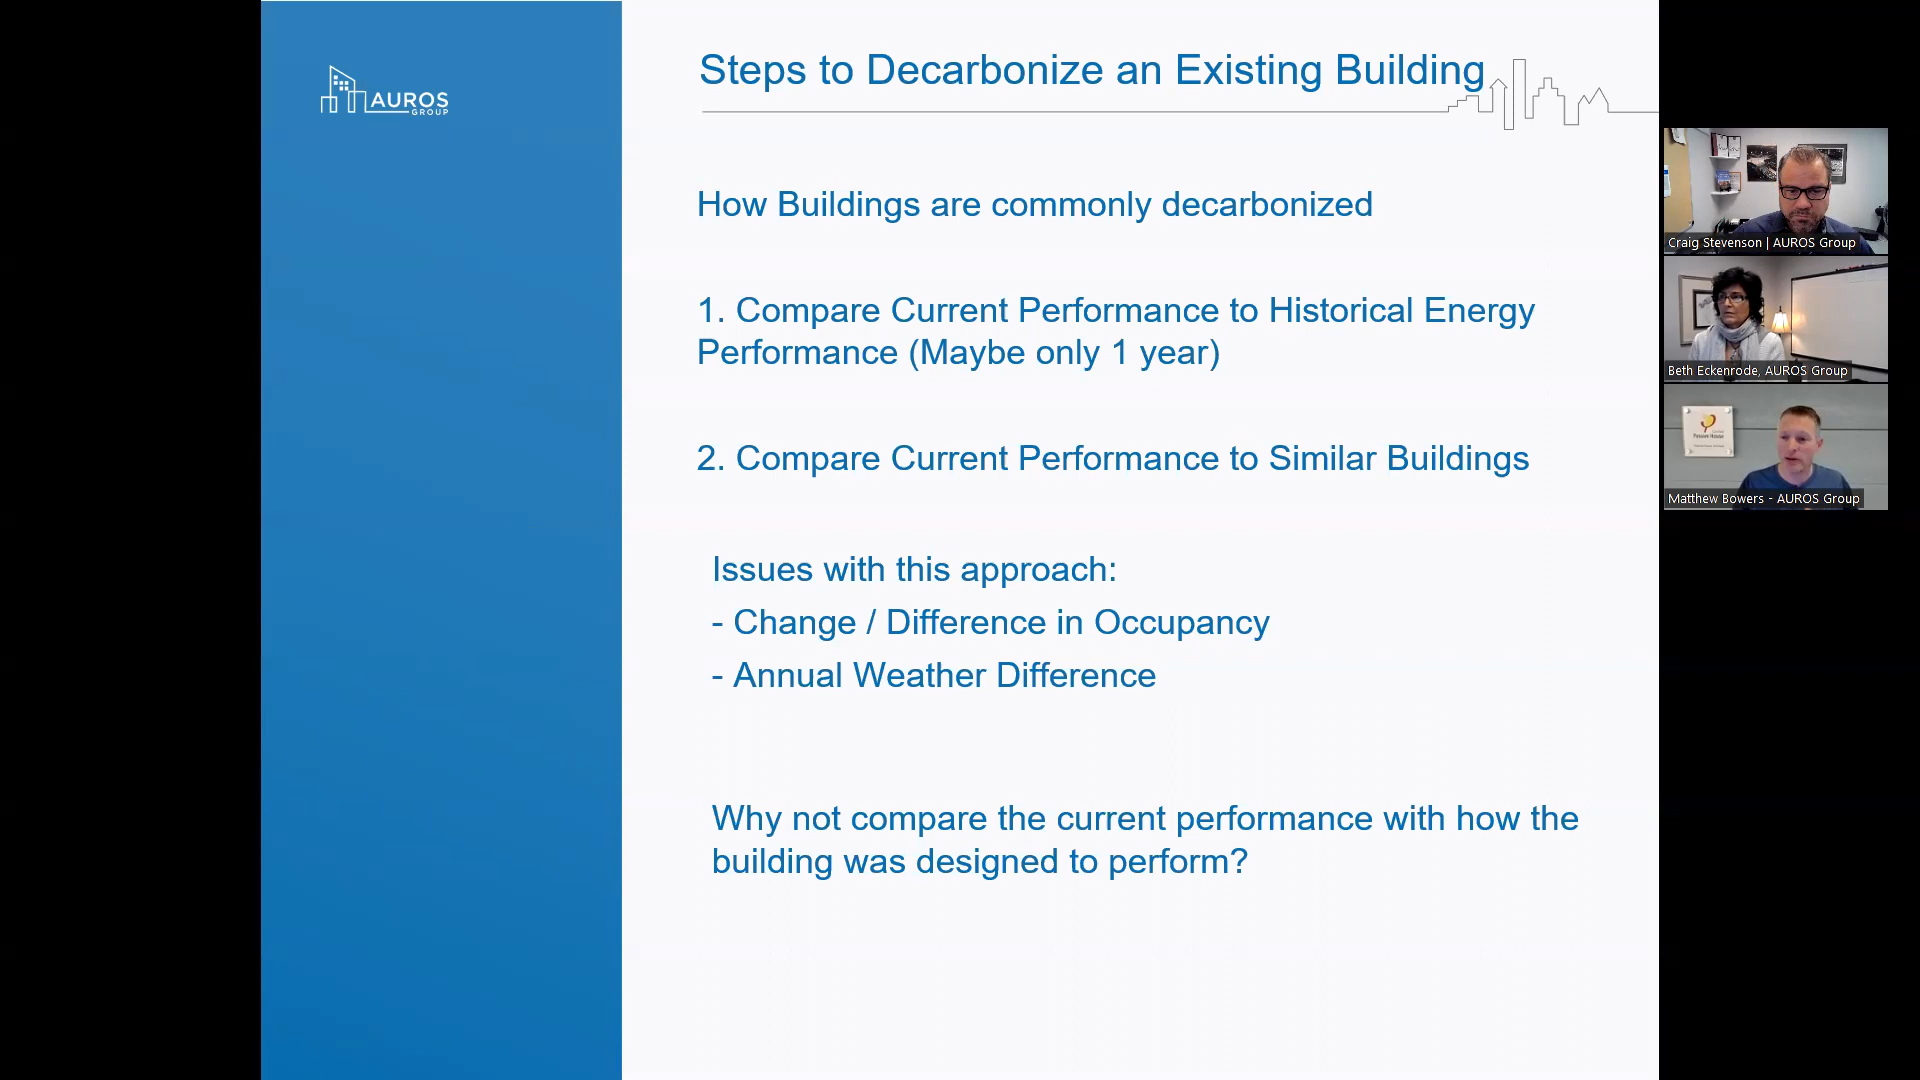 AUROS
GROUP
Steps to Decarbonize an Existing Building
How Buildings are commonly decarbonized
1. Compare Current Performance to Historical Energy
Performance (Maybe only 1 year)
2. Compare Current Performance to Similar Buildings
Issues with this approach:
- Change / Difference in Occupancy
- Annual Weather Difference
Why not compare the current performance with how the
building was designed to perform?
Craig Stevenson | AUROS Group
Beth Eckenrode, AUROS Group
Passive House
Matthew Bowers - AUROS Group